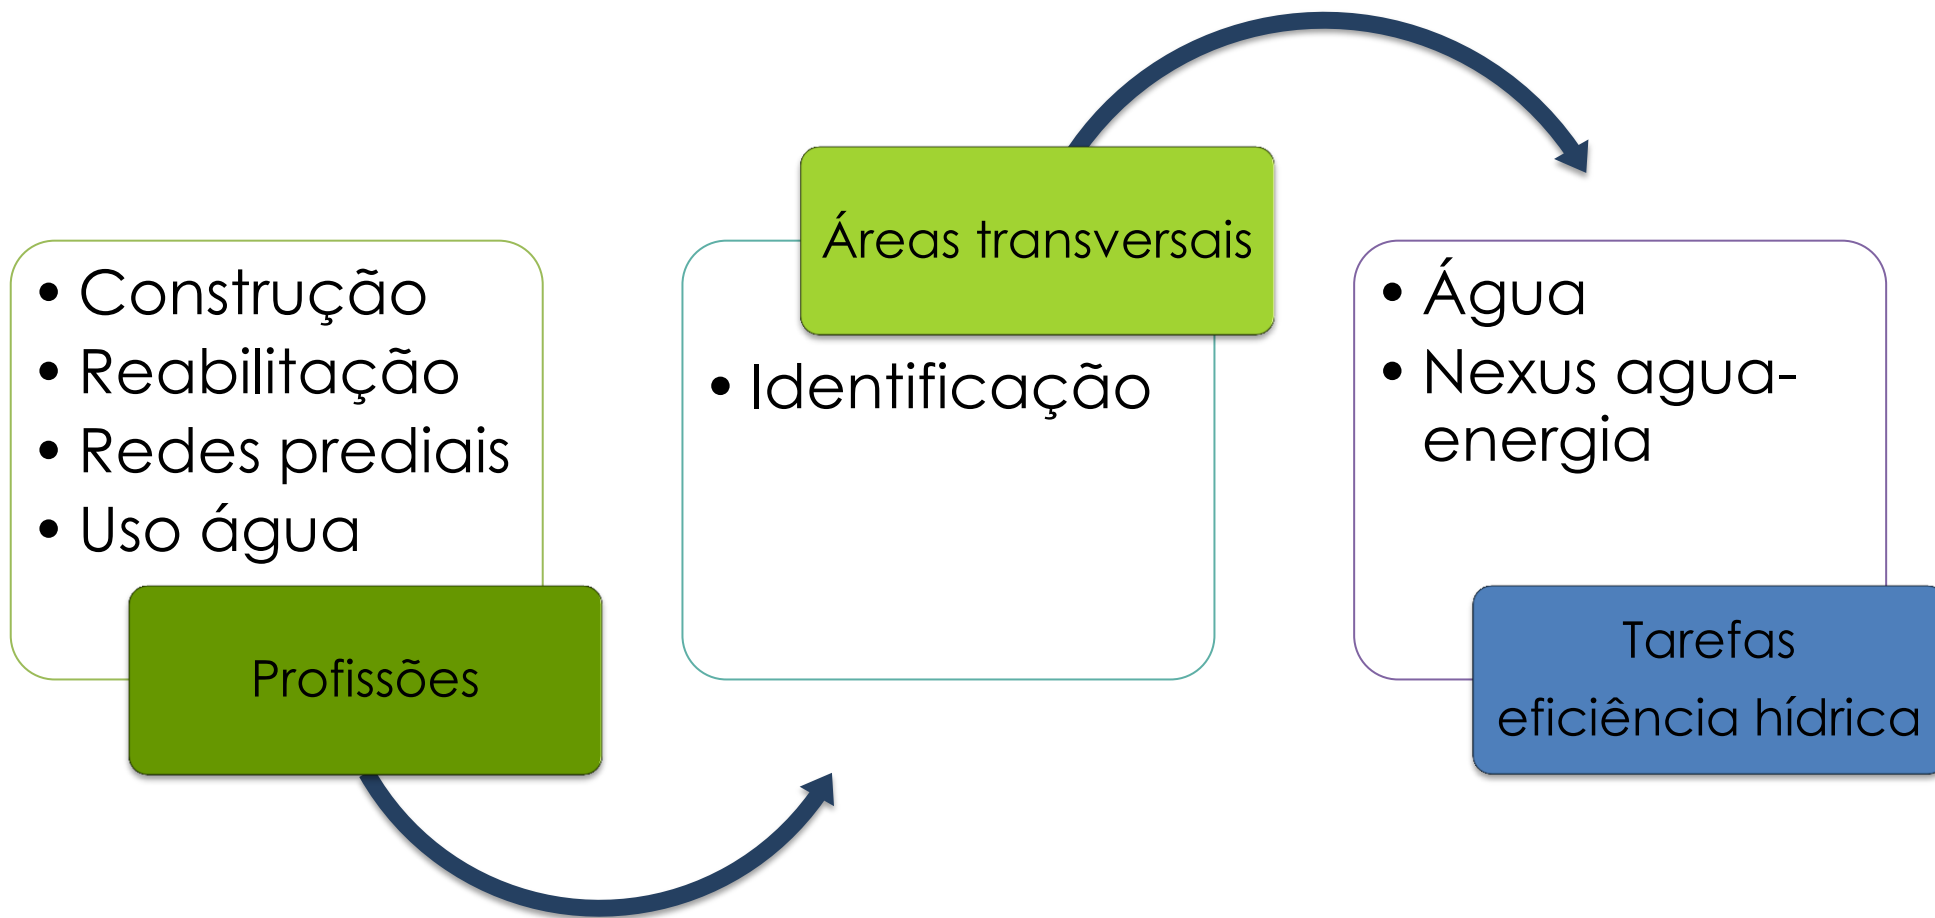 • Construção
• Reabilitação
• Redes prediais
• Uso água
Profissões
Áreas transversais
• Identificação
• Água
• Nexus agua-
energia
Tarefas
eficiência hídrica